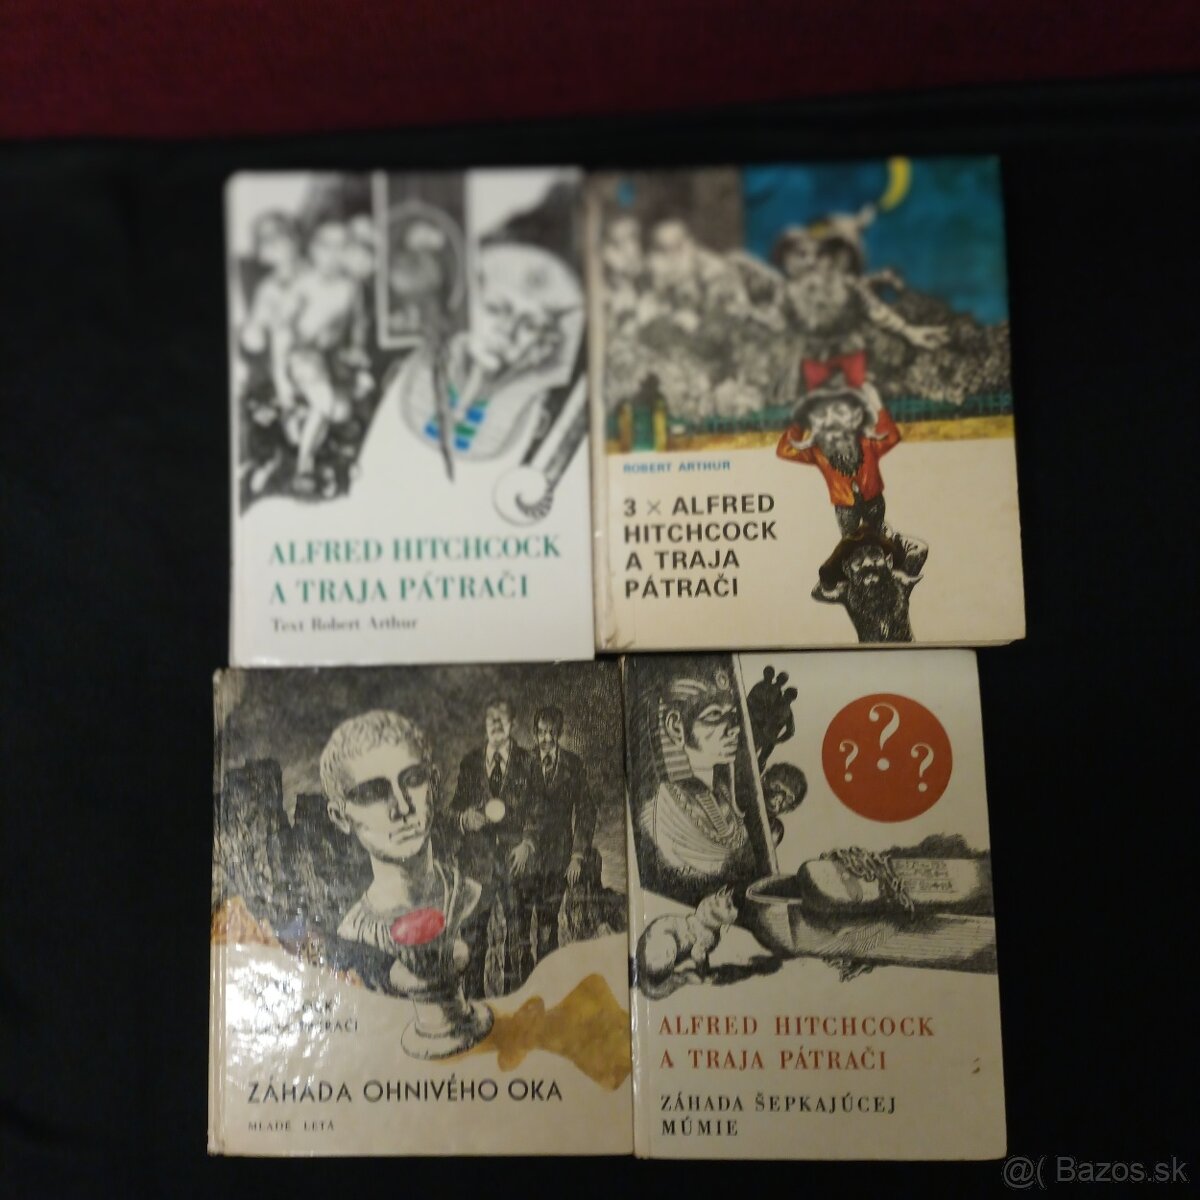 ALFRED HITCHCOCK
A TRAJA PÁTRAČI
Text Robert Arthur
ROBERT ARTHUR
3 × ALFRED
HITCHCOCK
A TRAJA
PÁTRAČI
ZÁHADA OHNIVÉHO OKA
MLADÉ LETÁ
? ? ?
ALFRED HITCHCOCK
A TRAJA PÁTRAČI
ZÁHADA ŠEPKAJÚCEJ
MÚMIE
@( Bazos.sk